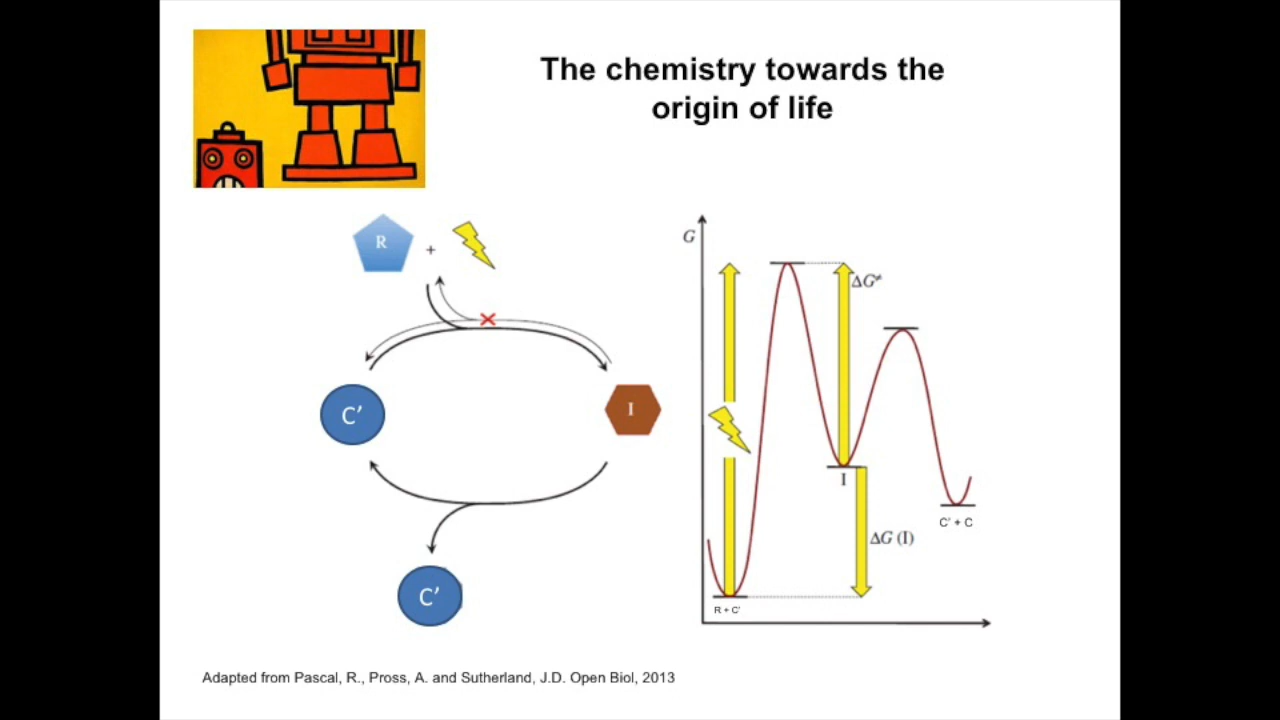 The chemistry towards the
origin of life
R
+
C’
I
C’
G
ΔG≠
I
C' + C
ΔG (I)
R + C'
Adapted from Pascal, R., Pross, A. and Sutherland, J.D. Open Biol, 2013